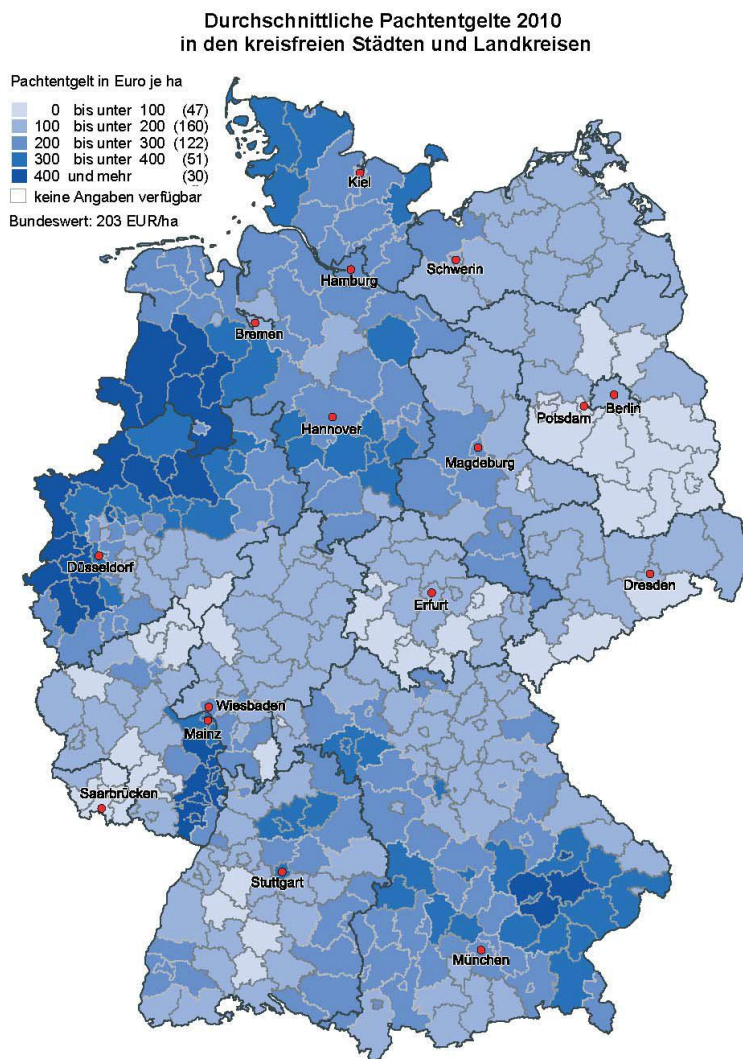 Durchschnittliche Pachtentgelte 2010
in den kreisfreien Städten und Landkreisen
Pachtentgelt in Euro je ha
0 bis unter 100 (47)
100 bis unter 200 (160)
200 bis unter 300 (122)
300 bis unter 400 (51)
400 und mehr (30)
keine Angaben verfügbar
Bundeswert: 203 EUR/ha
Kiel
Schwerin
Hamburg
Bremen
Berlin
Potsdam
Hannover
Magdeburg
Düsseldorf
Dresden
Erfurt
Wiesbaden
Mainz
Saarbrücken
Stuttgart
München